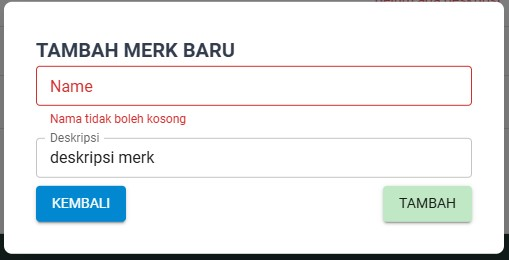 TAMBAH MERK BARU
Name
Nama tidak boleh kosong
Deskripsi
deskripsi merk
KEMBALI
TAMBAH